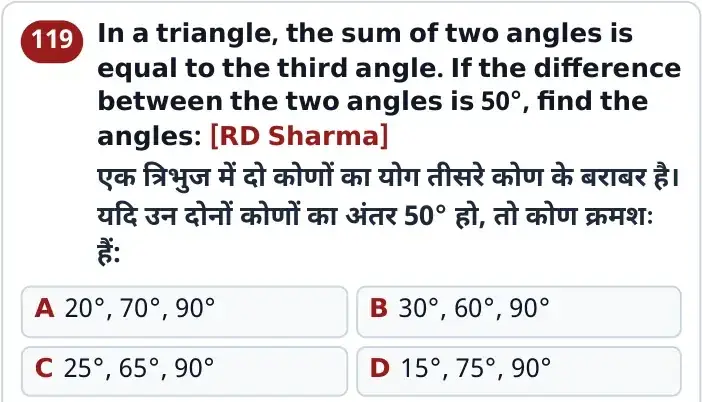 119 In a triangle, the sum of two angles is
equal to the third angle. If the difference
between the two angles is 50°, find the
angles: [RD Sharma]
एक त्रिभुज में दो कोणों का योग तीसरे कोण के बराबर है।
यदि उन दोनों कोणों का अंतर 50° हो, तो कोण क्रमशः
हैं:
A 20°, 70°, 90°
B 30°, 60°, 90°
C 25°, 65°, 90°
D 15°, 75°, 90°